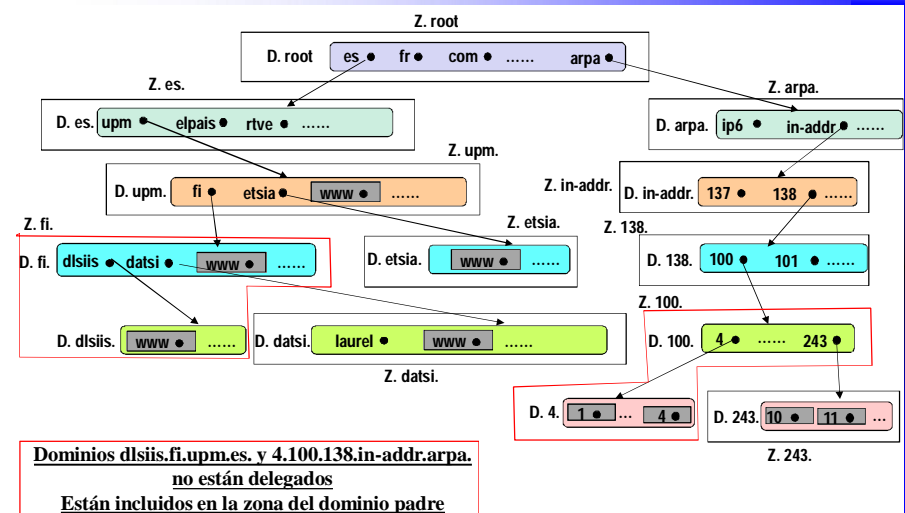 Z. root
D. root es fr com ...... arpa
Z. es.
Z. arpa.
D. es. upm elpais rtve ......
D. arpa. ip6 in-addr ......
Z. upm.
D. upm. fi etsia www ......
Z. in-addr.
D. in-addr. 137 138 ......
Z. fi.
Z. etsia.
Z. 138.
D. fi. dlsiis datsi www ......
D. etsia. www ......
D. 138. 100 101 ......
Z. 100.
D. dlsiis. www ......
D. datsi. laurel www ......
D. 100. 4 ...... 243
Z. datsi.
D. 4. 1 ... 4
D. 243. 10 11 ...
Z. 243.
Dominios dlsiis.fi.upm.es. y 4.100.138.in-addr.arpa.
no están delegados
Están incluidos en la zona del dominio padre